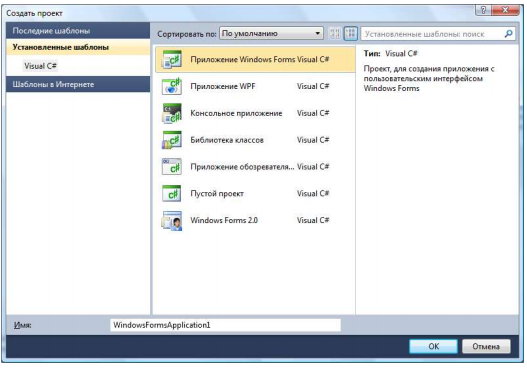 Создать проект
Последние шаблоны
Установленные шаблоны
Visual C#
Шаблоны в Интернете
Сортировать по: По умолчанию
Установленные шаблоны: поиск
Приложение Windows Forms Visual C#
Приложение WPF Visual C#
Консольное приложение Visual C#
Библиотека классов Visual C#
Приложение обозревателя... Visual C#
Пустой проект Visual C#
Windows Forms 2.0 Visual C#
Тип: Visual C#
Проект, для создания приложения с
пользовательским интерфейсом
Windows Forms
Имя: WindowsFormsApplication1
ОК Отмена